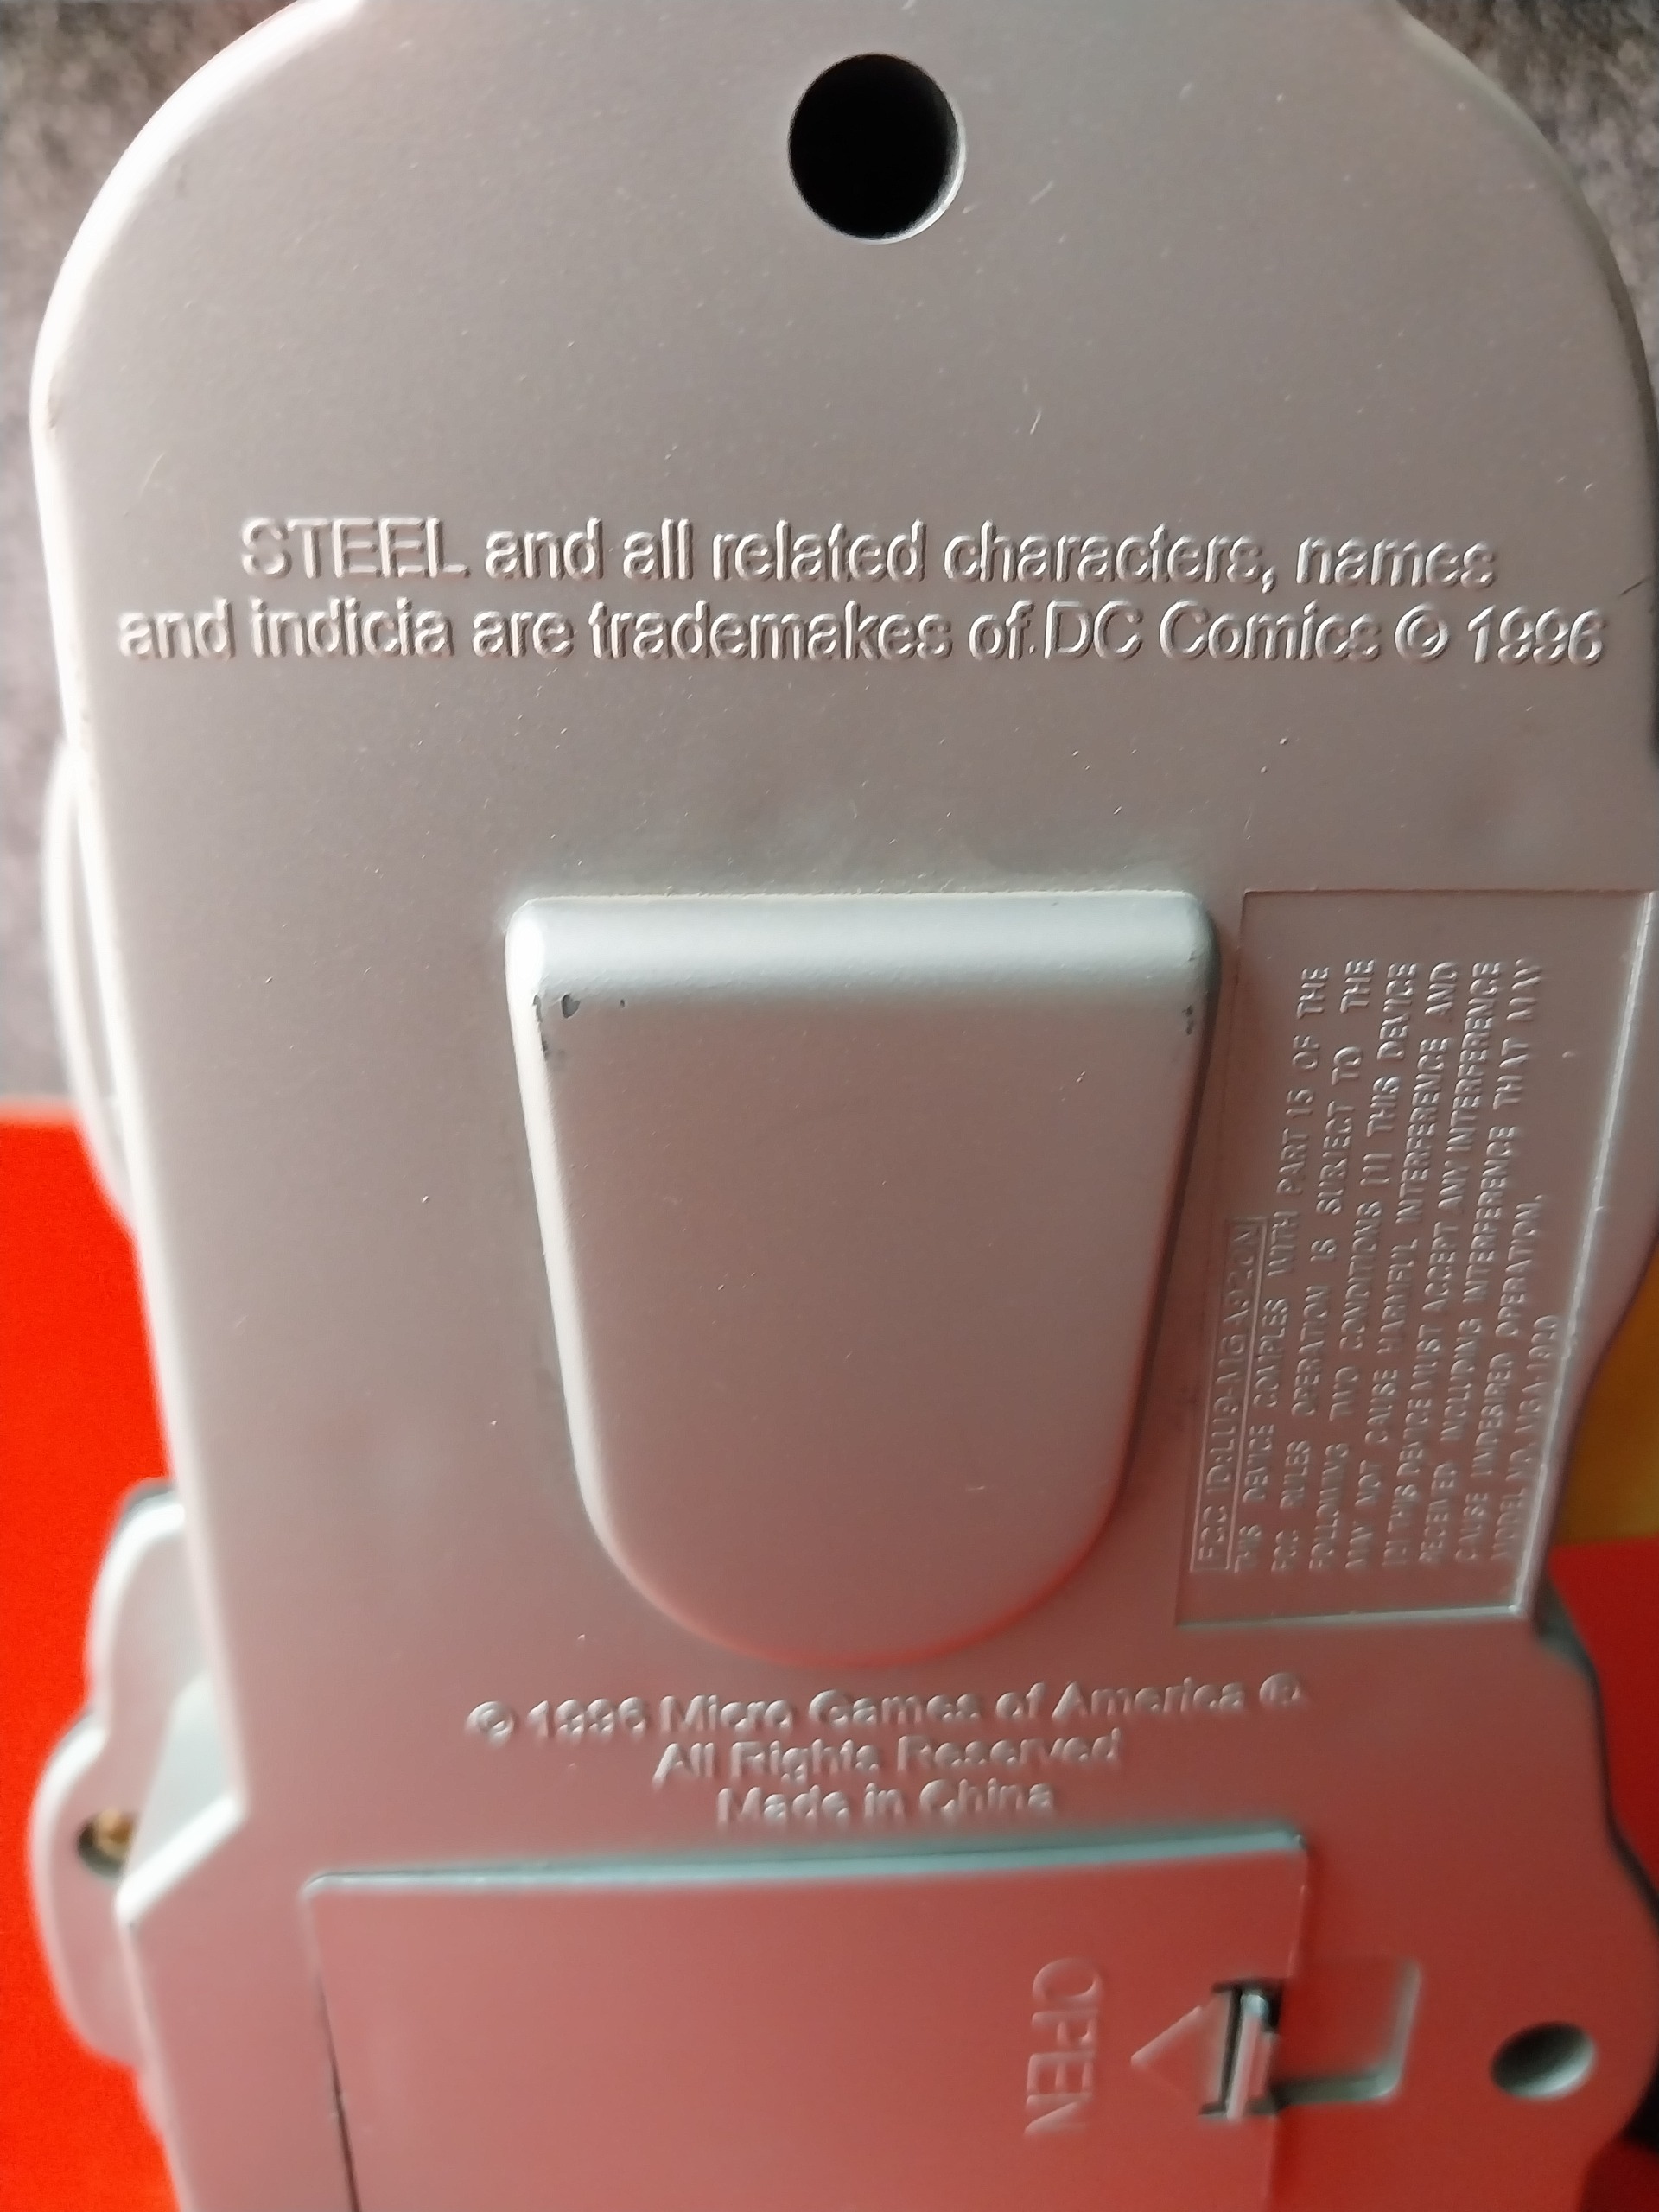 STEEL and all related characters, names
and indicia are trademakes of DC Comics © 1996
THIS DEVICE COMPLES WITH PART 15 OF THE
FCC RULES OPERATION IS SUBJECT TO THE
FOLLOWING TWO CONDITIONS (1) THIS DEVICE
MAY NOT CAUSE HARMFUL INTERFERENCE AND
(2) THIS DEVICE MUST ACCEPT ANY INTERFERENCE
RECEIVED INCLUDING INTERFERENCE THAT MAY
CAUSE UNDESIRED OPERATION.
MODEL NO.
© 1996 Micro Games of America ®
All Rights Reserved
Made in China
OPEN